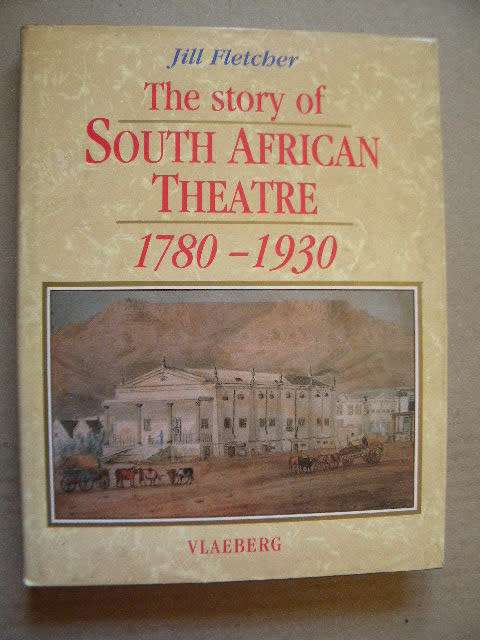 Jill Fletcher
The story of
SOUTH AFRICAN
THEATRE
1780 – 1930
VLAEBERG